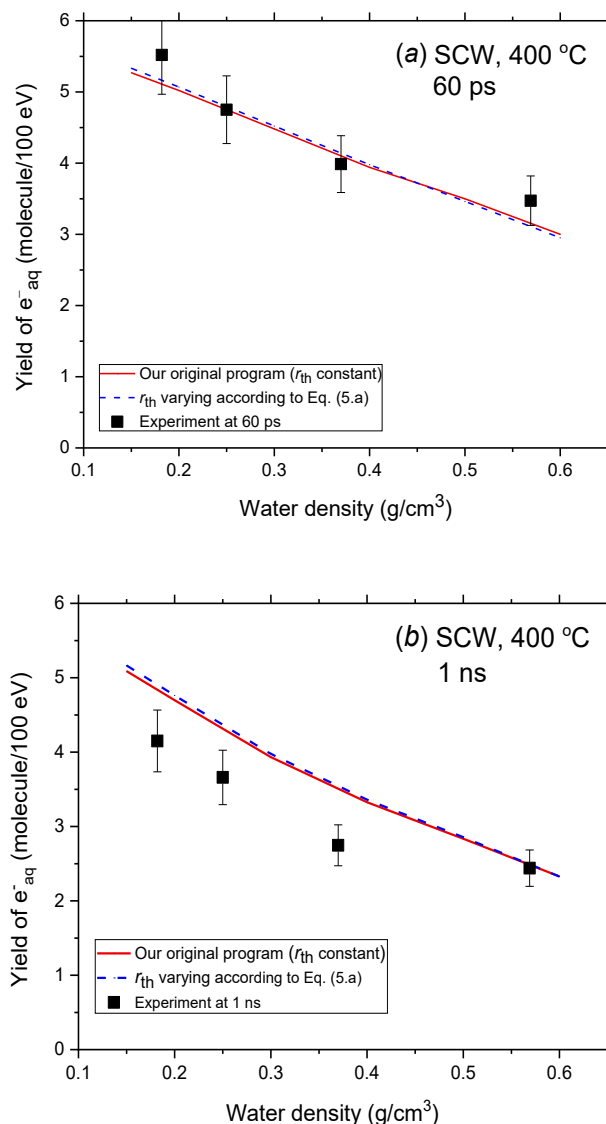 (a) SCW, 400 °C
60 ps
6
5
4
3
2
1
0
Yield of e⁻aq (molecule/100 eV)
Our original program (rth constant)
rth varying according to Eq. (5.a)
Experiment at 60 ps
0.1 0.2 0.3 0.4 0.5 0.6
Water density (g/cm³)
(b) SCW, 400 °C
1 ns
6
5
4
3
2
1
0
Yield of e⁻aq (molecule/100 eV)
Our original program (rth constant)
rth varying according to Eq. (5.a)
Experiment at 1 ns
0.1 0.2 0.3 0.4 0.5 0.6
Water density (g/cm³)